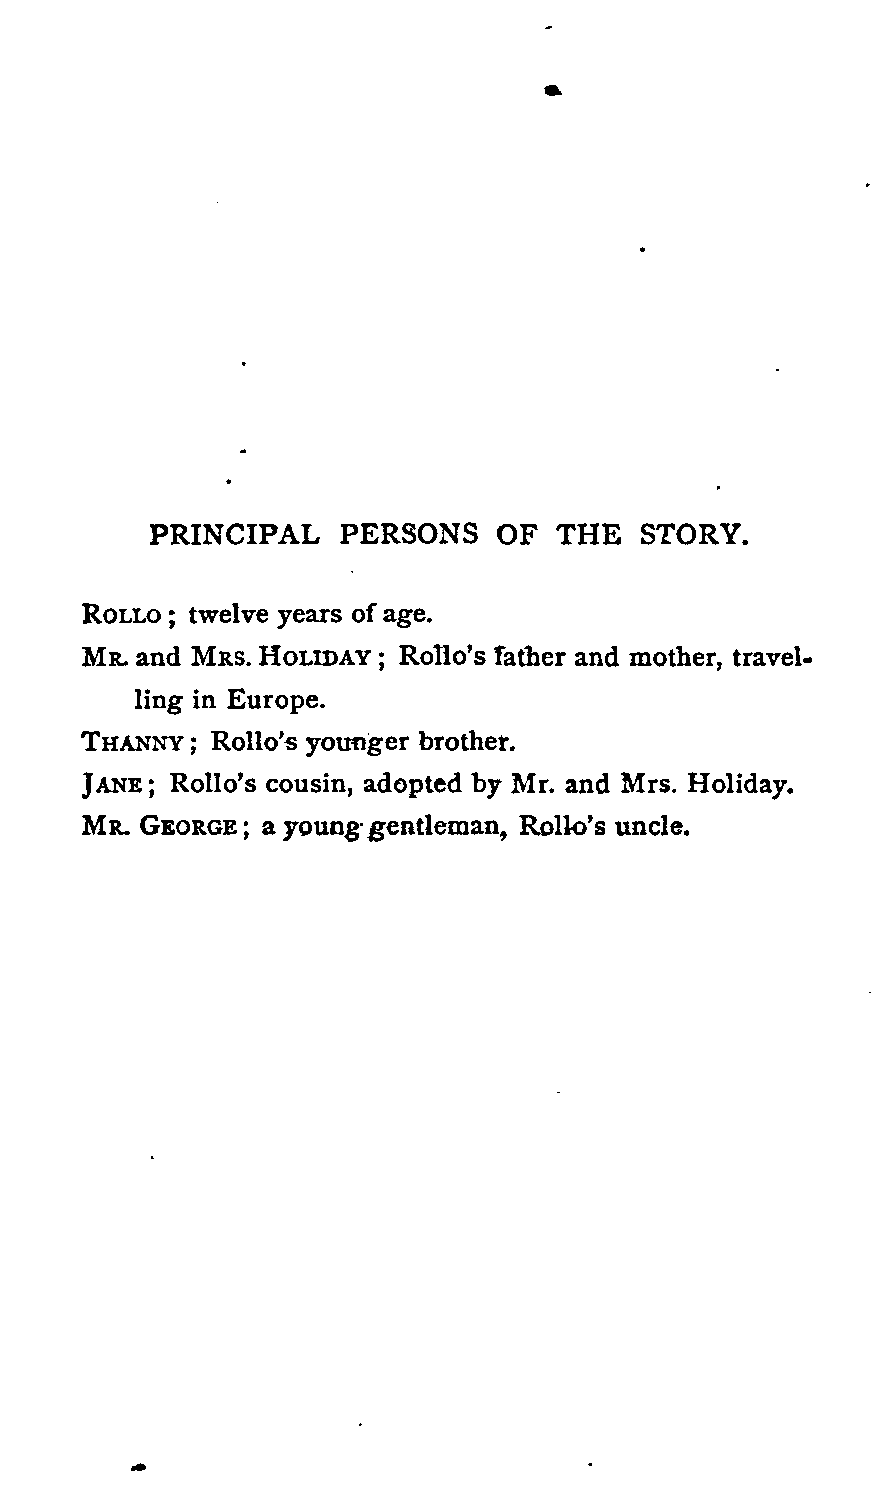 PRINCIPAL PERSONS OF THE STORY.
ROLLO; twelve years of age.
MR. and MRS. HOLIDAY; Rollo's father and mother, travel-
ling in Europe.
THANNY; Rollo's younger brother.
JANE; Rollo's cousin, adopted by Mr. and Mrs. Holiday.
MR. GEORGE; a young gentleman, Rollo's uncle.